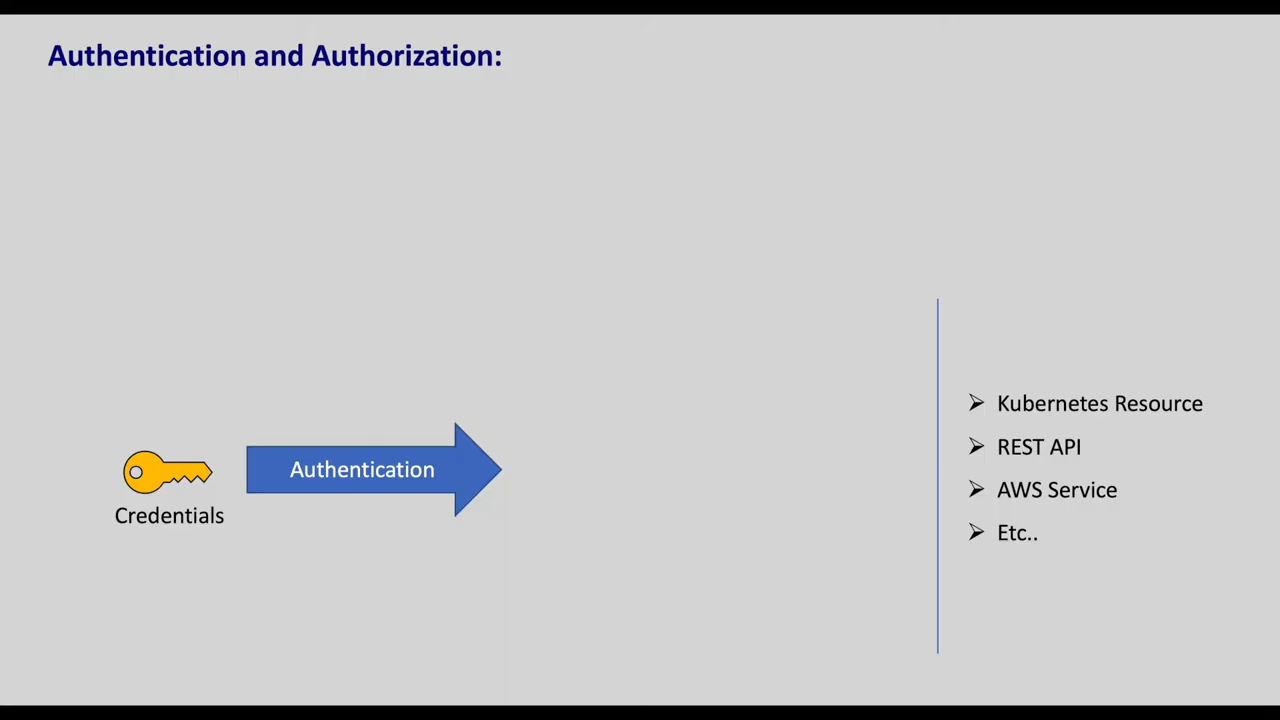 Authentication and Authorization:
Authentication
Credentials
Kubernetes Resource
REST API
AWS Service
Etc..